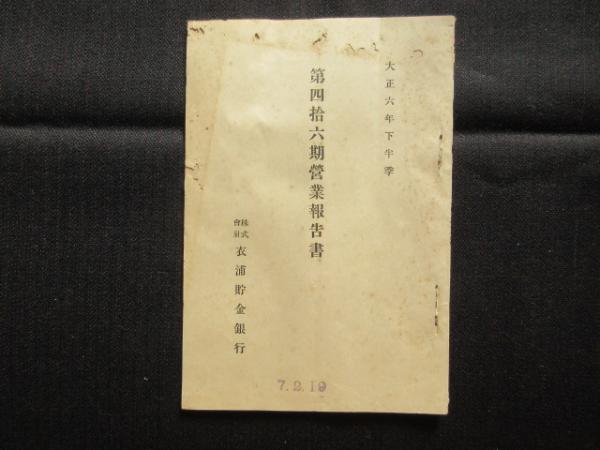 大正六年下半季
第四拾六期營業報告書
株式會社衣浦貯金銀行
7.2.19